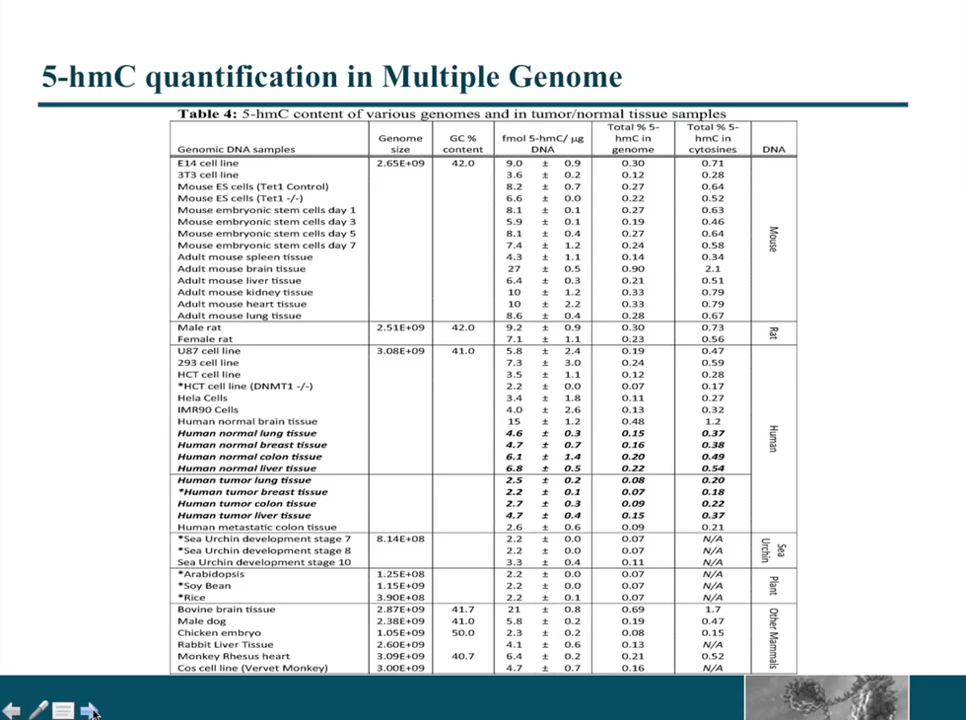 5-hmC quantification in Multiple Genome
Table 4: 5-hmC content of various genomes and in tumor/normal tissue samples
Genomic DNA samples Genome size GC % content fmol 5-hmC/ µg DNA Total % 5-hmC in genome Total % 5-hmC in cytosines DNA
E14 cell line 2.65E+09 42.0 9.0 ± 0.9 0.30 0.71
3T3 cell line 3.6 ± 0.2 0.12 0.28
Mouse ES cells (Tet1 Control) 8.2 ± 0.7 0.27 0.64
Mouse ES cells (Tet1 -/-) 6.6 ± 0.0 0.22 0.52
Mouse embryonic stem cells day 1 8.1 ± 0.1 0.27 0.63
Mouse embryonic stem cells day 3 5.9 ± 0.1 0.19 0.46
Mouse embryonic stem cells day 5 8.1 ± 0.4 0.27 0.64
Mouse embryonic stem cells day 7 7.4 ± 1.2 0.24 0.58
Adult mouse spleen tissue 4.3 ± 1.1 0.14 0.34
Adult mouse brain tissue 27 ± 0.5 0.90 2.1
Adult mouse liver tissue 6.4 ± 0.3 0.21 0.51
Adult mouse kidney tissue 10 ± 1.2 0.33 0.79
Adult mouse heart tissue 10 ± 2.2 0.33 0.79
Adult mouse lung tissue 8.6 ± 0.4 0.28 0.67
Mouse
Male rat 2.51E+09 42.0 9.2 ± 0.9 0.30 0.73
Female rat 7.1 ± 1.1 0.23 0.56
Rat
U87 cell line 3.08E+09 41.0 5.8 ± 2.4 0.19 0.47
293 cell line 7.3 ± 3.0 0.24 0.59
HCT cell line 3.5 ± 1.1 0.12 0.28
*HCT cell line (DNMT1 -/-) 2.2 ± 0.0 0.07 0.17
Hela Cells 3.4 ± 1.8 0.11 0.27
IMR90 Cells 4.0 ± 2.6 0.13 0.32
Human normal brain tissue 15 ± 1.2 0.48 1.2
Human normal lung tissue 4.6 ± 0.3 0.15 0.37
Human normal breast tissue 4.7 ± 0.7 0.16 0.38
Human normal colon tissue 6.1 ± 1.4 0.20 0.49
Human normal liver tissue 6.8 ± 0.5 0.22 0.54
Human tumor lung tissue 2.5 ± 0.2 0.08 0.20
*Human tumor breast tissue 2.2 ± 0.1 0.07 0.18
Human tumor colon tissue 2.7 ± 0.3 0.09 0.22
Human tumor liver tissue 4.7 ± 0.4 0.15 0.37
Human metastatic colon tissue 2.6 ± 0.6 0.09 0.21
Human
*Sea Urchin development stage 7 8.14E+08 2.2 ± 0.0 0.07 N/A
*Sea Urchin development stage 8 2.2 ± 0.0 0.07 N/A
Sea Urchin development stage 10 3.3 ± 0.4 0.11 N/A
Sea Urchin
*Arabidopsis 1.25E+08 2.2 ± 0.0 0.07 N/A
*Soy Bean 1.15E+09 2.2 ± 0.0 0.07 N/A
*Rice 3.90E+08 2.2 ± 0.1 0.07 N/A
Plant
Bovine brain tissue 2.87E+09 41.7 21 ± 0.8 0.69 1.7
Male dog 2.38E+09 41.0 5.8 ± 0.2 0.19 0.47
Chicken embryo 1.05E+09 50.0 2.3 ± 0.2 0.08 0.15
Rabbit Liver Tissue 2.60E+09 4.1 ± 0.6 0.13 N/A
Monkey Rhesus heart 3.09E+09 40.7 6.4 ± 0.2 0.21 0.52
Cos cell line (Vervet Monkey) 3.00E+09 4.7 ± 0.7 0.16 N/A
Other Mammals